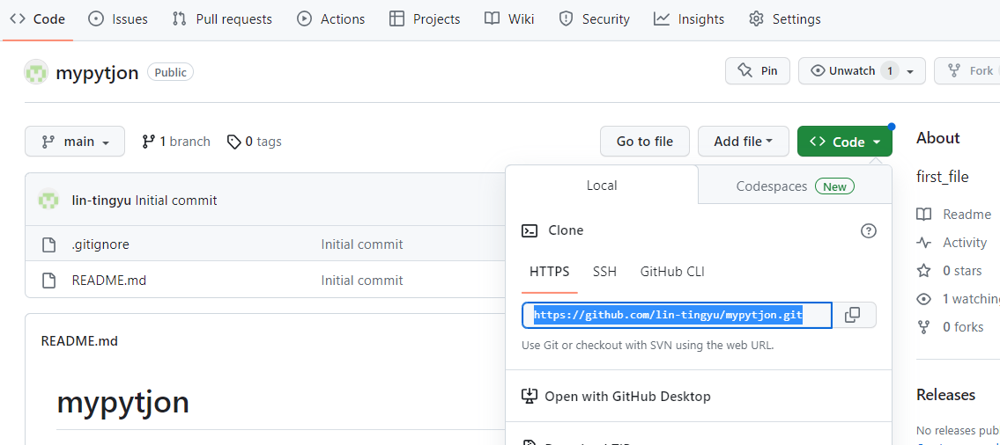 Code Issues Pull requests Actions Projects Wiki Security Insights Settings
mypytjon Public Pin Unwatch 1 Fork
main 1 branch 0 tags Go to file Add file Code
lin-tingyu Initial commit
.gitignore Initial commit
README.md Initial commit
README.md
mypytjon
Local Codespaces New
Clone
HTTPS SSH GitHub CLI
https://github.com/lin-tingyu/mypytjon.git
Use Git or checkout with SVN using the web URL.
Open with GitHub Desktop
About
first_file
Readme
Activity
0 stars
1 watching
0 forks
Releases
No releases pub